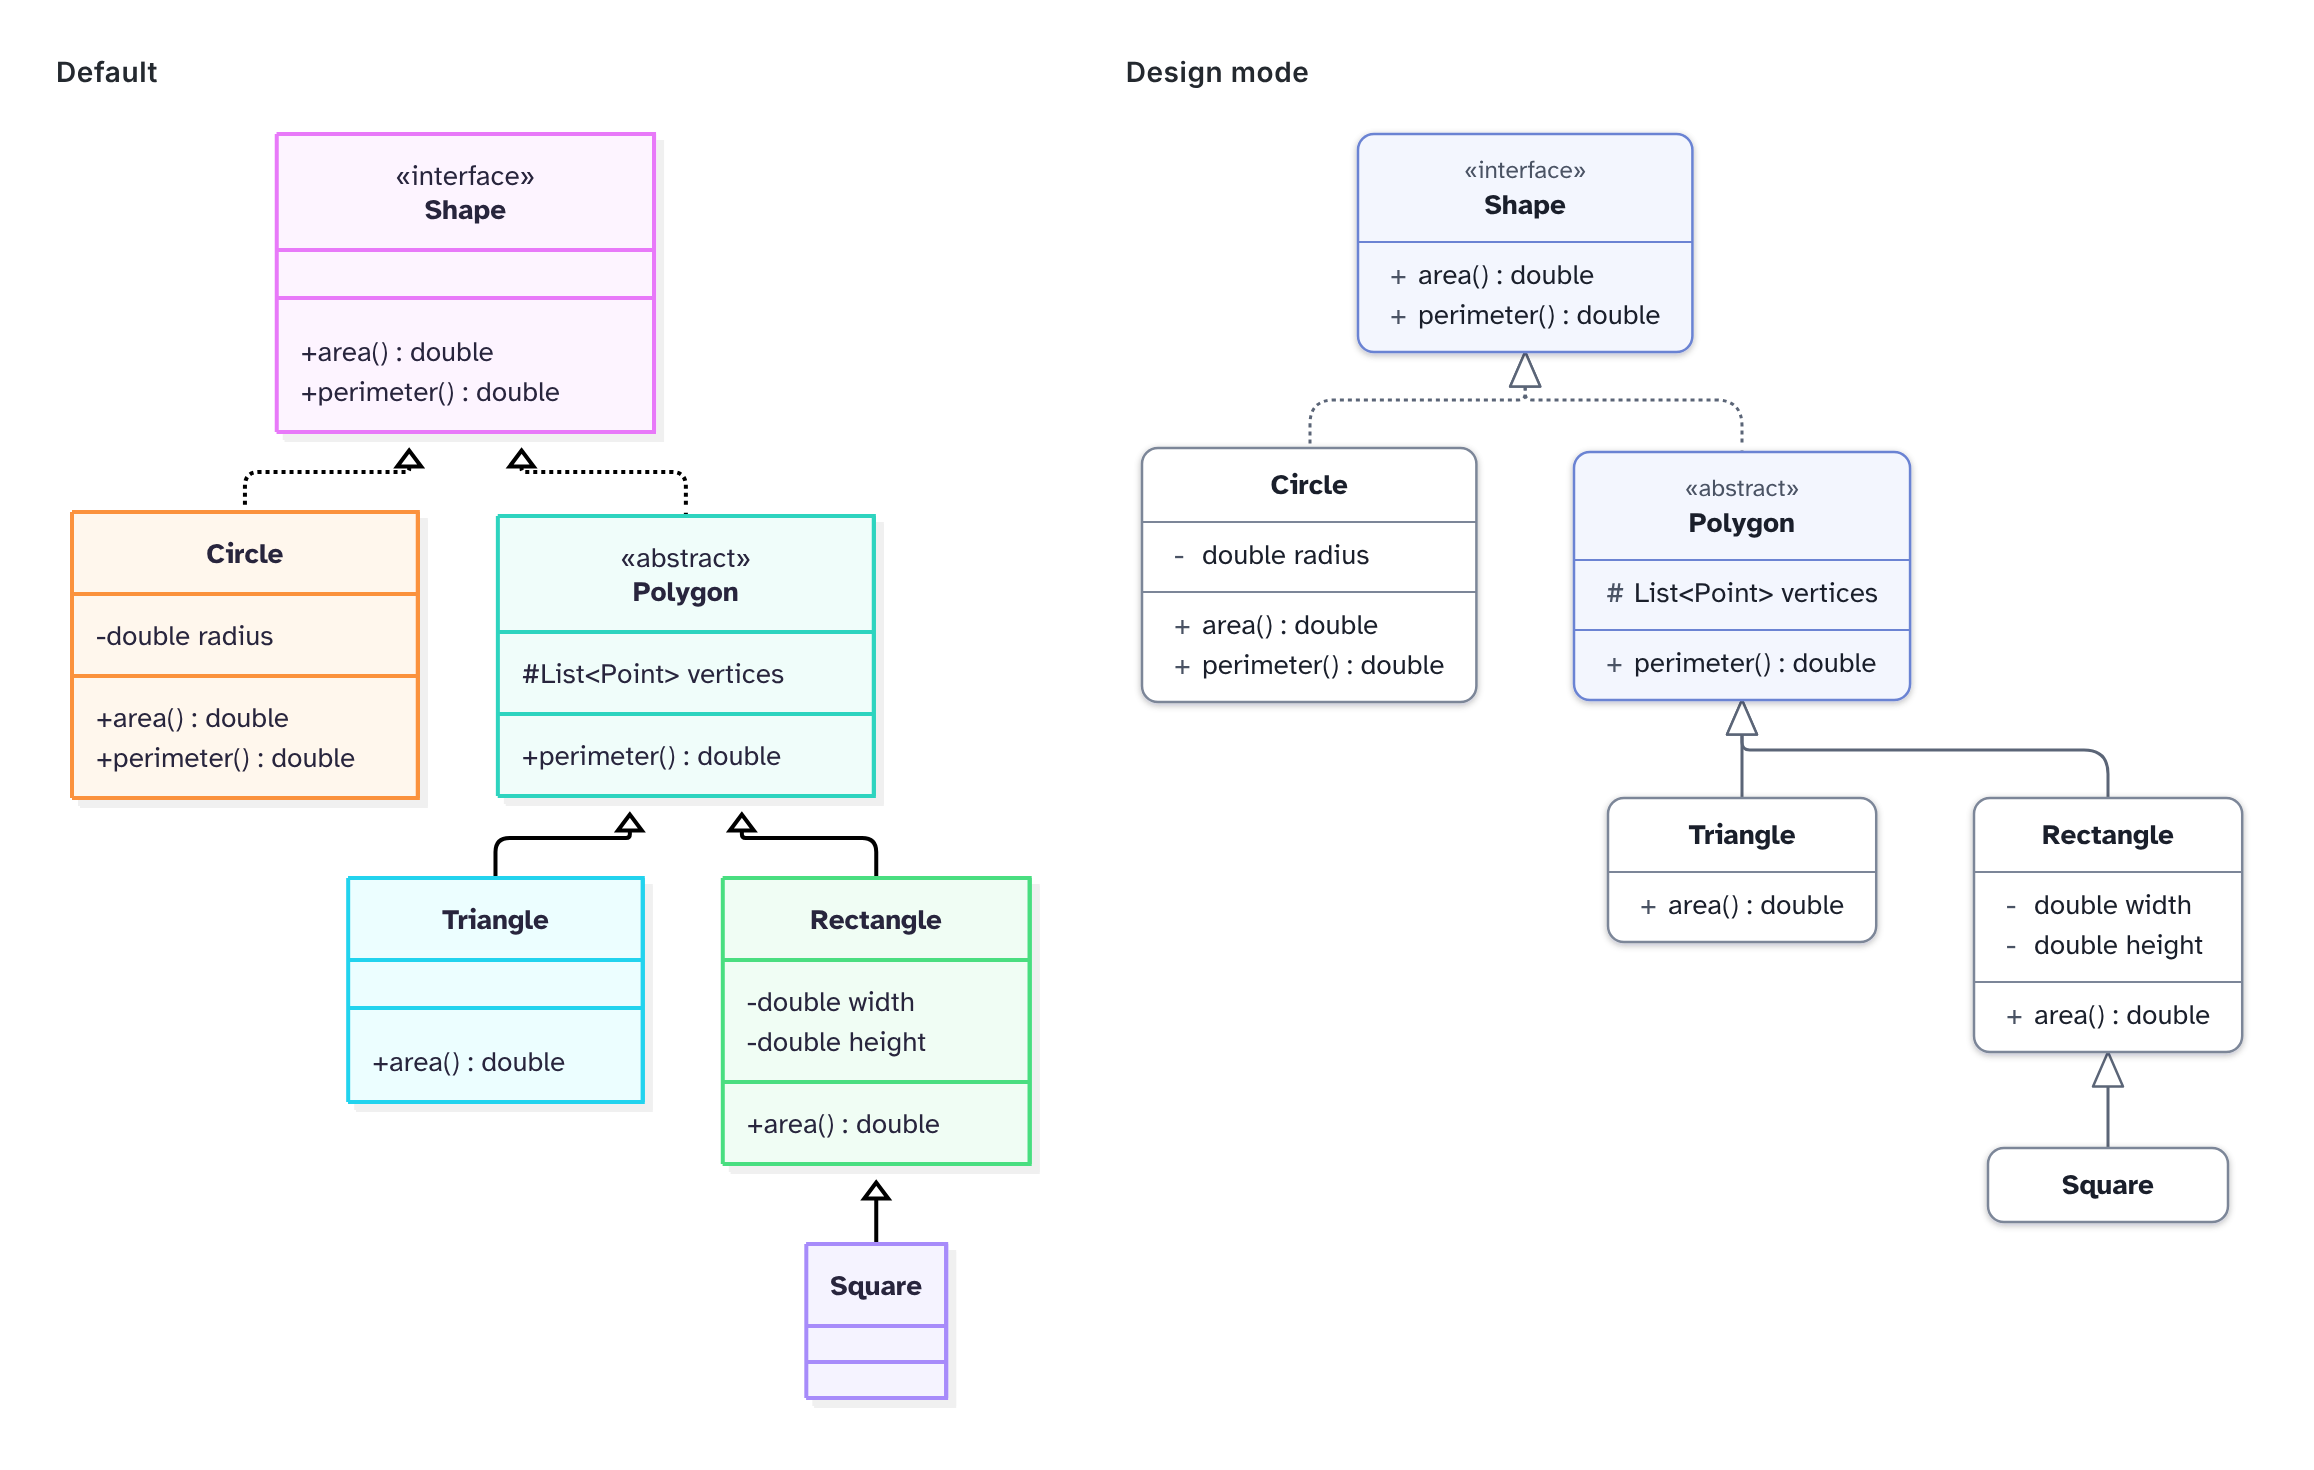 Default
«interface»
Shape
+area() : double
+perimeter() : double
Circle
-double radius
+area() : double
+perimeter() : double
«abstract»
Polygon
#List<Point> vertices
+perimeter() : double
Triangle
+area() : double
Rectangle
-double width
-double height
+area() : double
Square
Design mode
«interface»
Shape
+ area() : double
+ perimeter() : double
Circle
- double radius
+ area() : double
+ perimeter() : double
«abstract»
Polygon
# List<Point> vertices
+ perimeter() : double
Triangle
+ area() : double
Rectangle
- double width
- double height
+ area() : double
Square